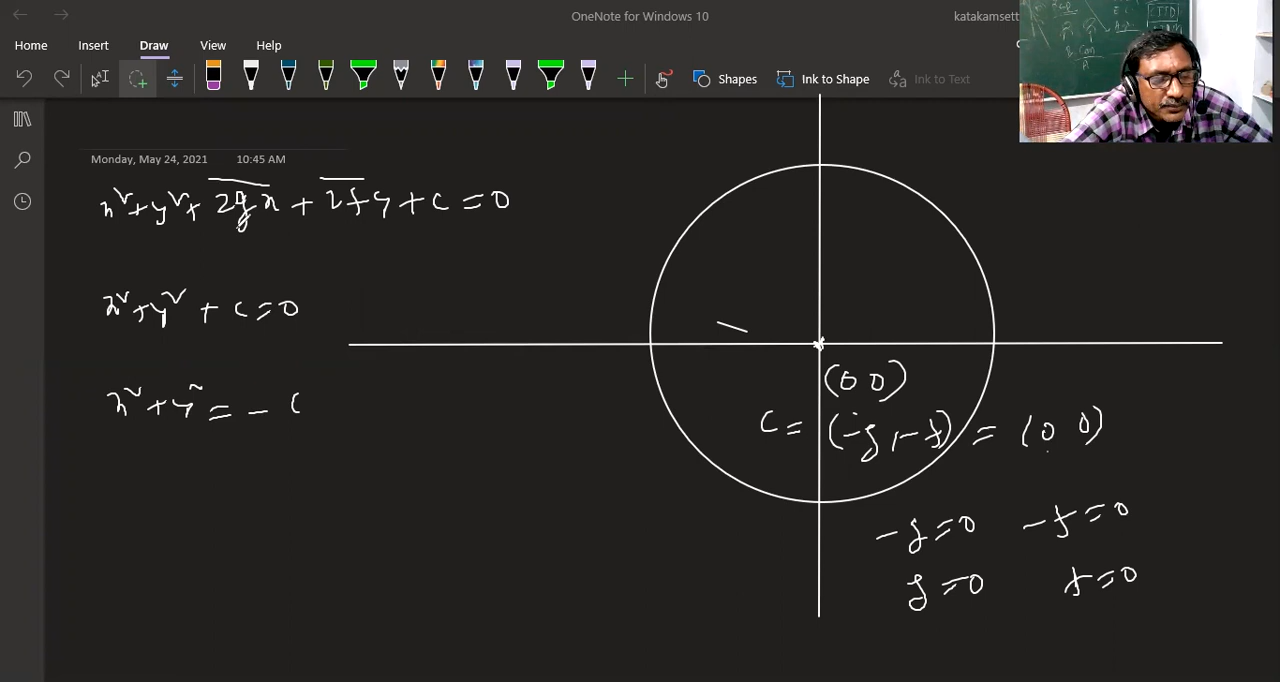 OneNote for Windows 10
katakamsett
Home Insert Draw View Help
Shapes Ink to Shape Ink to Text
Monday, May 24, 2021 10:45 AM
x²+y²+2gx+2fy+c=0
x²+y²+c=0
x²+y²=-c
(0 0)
C=(-g,-f)=(0 0)
-g=0 -f=0
g=0 f=0